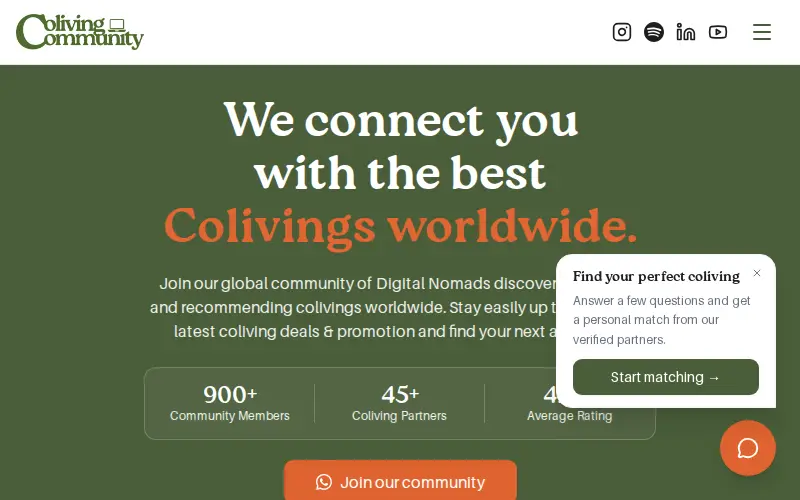 Coliving
Community
We connect you
with the best
Colivings worldwide.
Join our global community of Digital Nomads
and recommending colivings worldwide. Stay easily up
latest coliving deals & promotion and find your next
900+
Community Members
45+
Coliving Partners
Average Rating
Join our community
Find your perfect coliving
Answer a few questions and get
a personal match from our
verified partners.
Start matching →